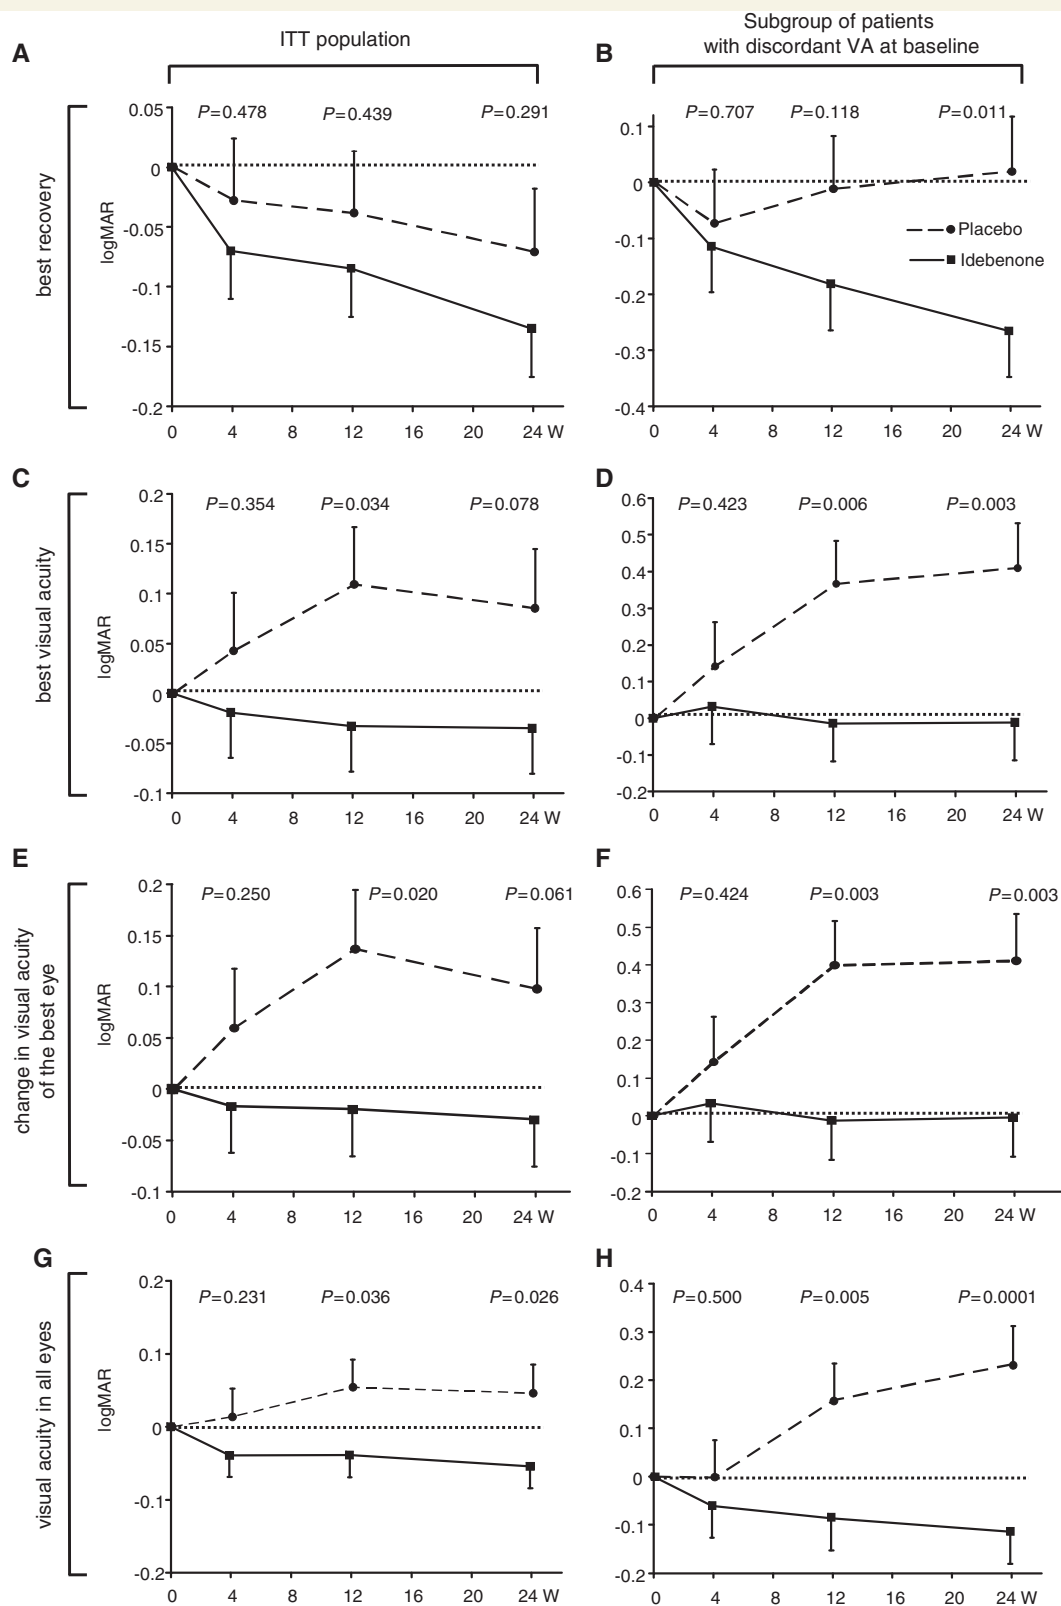 ITT population
Subgroup of patients
with discordant VA at baseline
A
best recovery
logMAR
P=0.478 P=0.439 P=0.291
0.05
0
-0.05
-0.1
-0.15
-0.2
0 4 8 12 16 20 24 W
B
P=0.707 P=0.118 P=0.011
0.1
0
-0.1
-0.2
-0.3
-0.4
Placebo
Idebenone
0 4 8 12 16 20 24 W
C
best visual acuity
logMAR
P=0.354 P=0.034 P=0.078
0.2
0.15
0.1
0.05
0
-0.05
-0.1
0 4 8 12 16 20 24 W
D
P=0.423 P=0.006 P=0.003
0.6
0.5
0.4
0.3
0.2
0.1
0
-0.1
-0.2
0 4 8 12 16 20 24 W
E
change in visual acuity
of the best eye
logMAR
P=0.250 P=0.020 P=0.061
0.2
0.15
0.1
0.05
0
-0.05
-0.1
0 4 8 12 16 20 24 W
F
P=0.424 P=0.003 P=0.003
0.6
0.5
0.4
0.3
0.2
0.1
0
-0.1
-0.2
0 4 8 12 16 20 24 W
G
visual acuity in all eyes
logMAR
P=0.231 P=0.036 P=0.026
0.2
0.1
0
-0.1
-0.2
0 4 8 12 16 20 24 W
H
P=0.500 P=0.005 P=0.0001
0.4
0.3
0.2
0.1
0
-0.1
-0.2
0 4 8 12 16 20 24 W